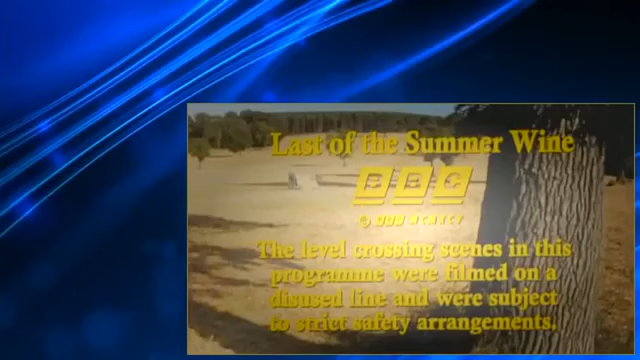 Last of the Summer Wine
BBC
The level crossing scenes in this
programme were filmed on a
disused line and were subject
to strict safety arrangements.